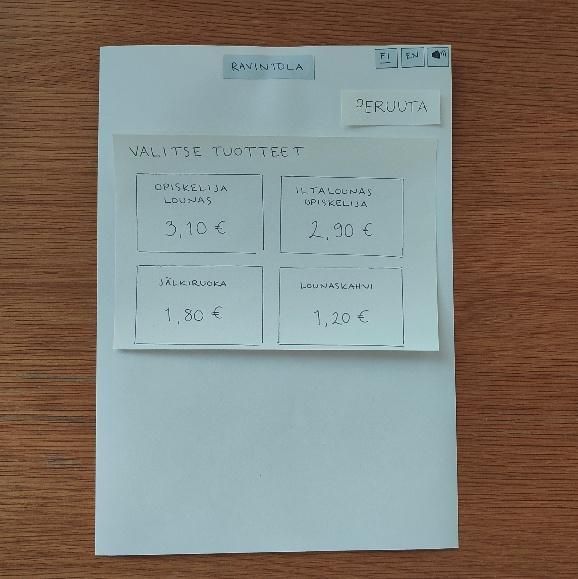 RAVINTOLA
FI EN
PERUUTA
VALITSE TUOTTEET
OPISKELIJA
LOUNAS
3,10 €
ILTALOUNAS
OPISKELIJA
2,90 €
JÄLKIRUOKA
1,80 €
LOUNASKAHVI
1,20 €